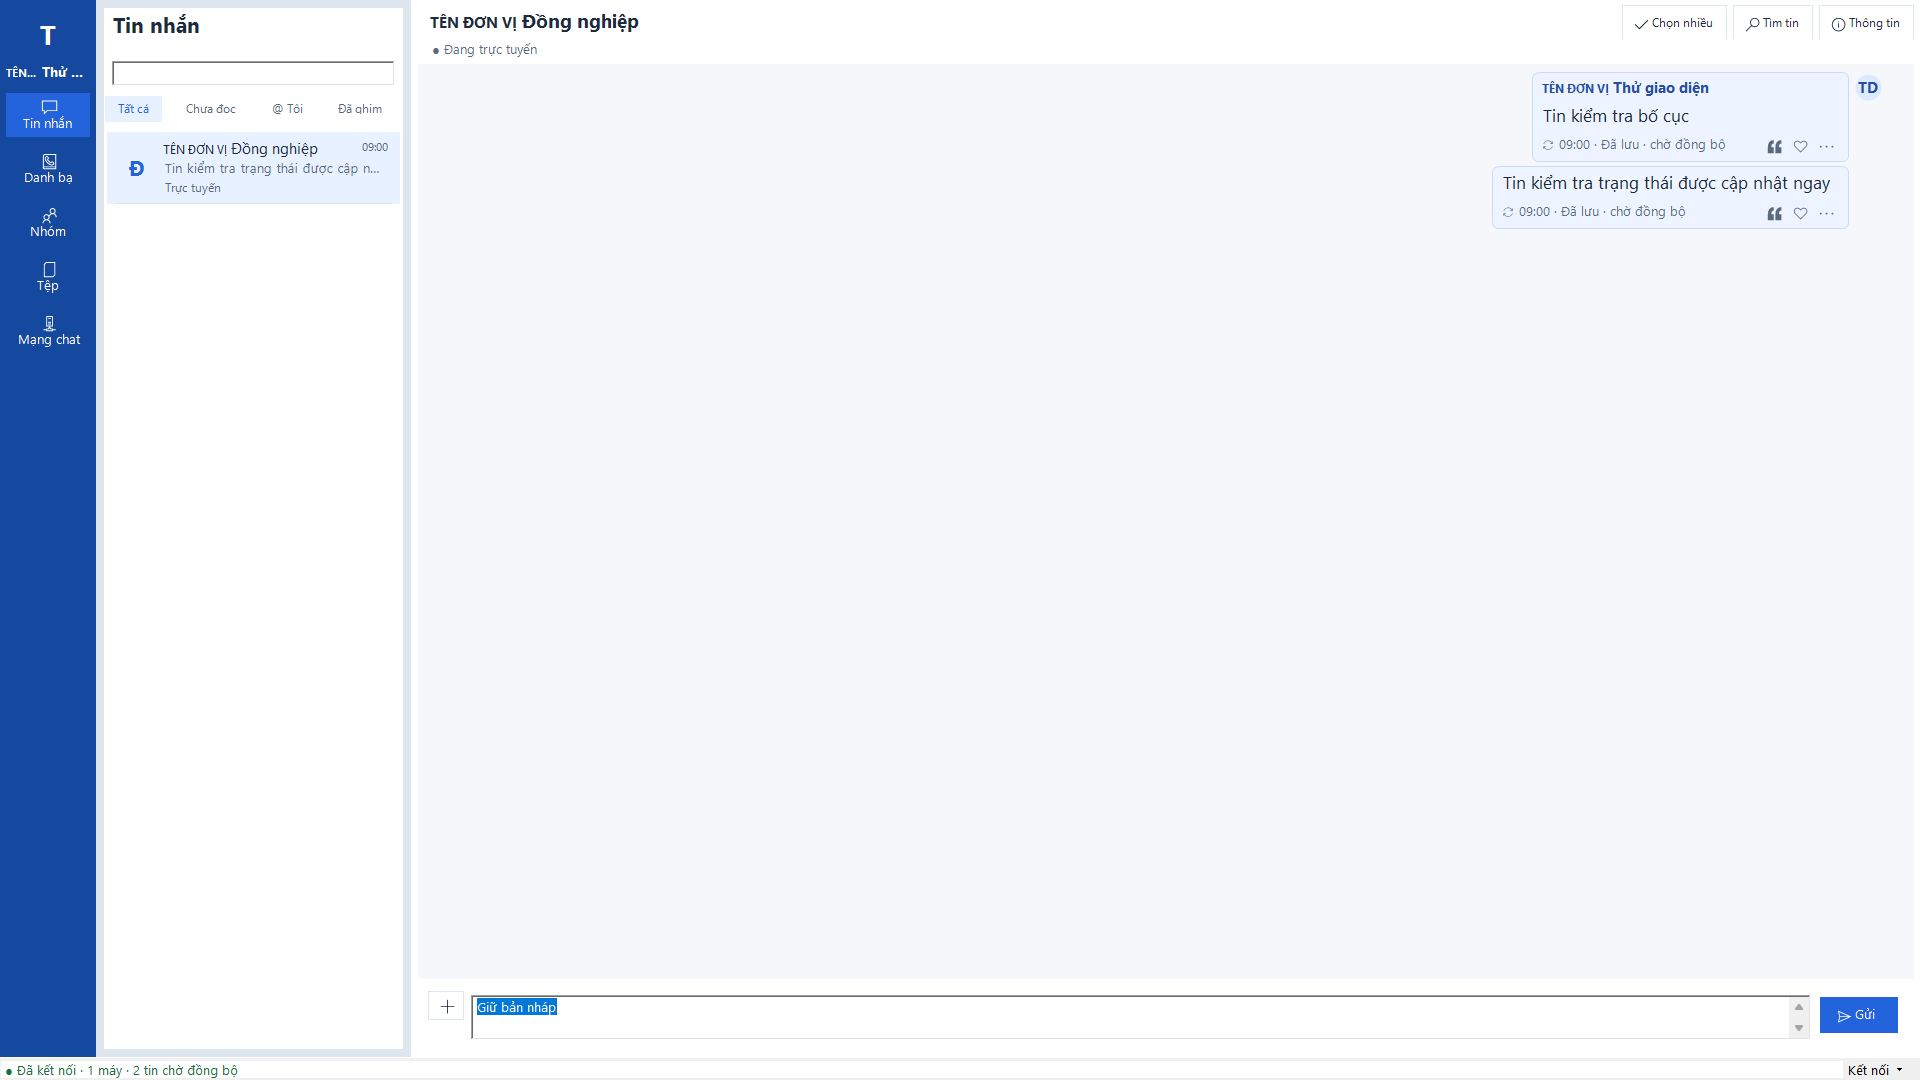 T
TÊN... Thử ...
Tin nhắn
Danh bạ
Nhóm
Tệp
Mạng chat
Tin nhắn
Tất cả Chưa đọc @ Tôi Đã ghim
Đ
TÊN ĐƠN VỊ Đồng nghiệp 09:00
Tin kiểm tra trạng thái được cập n...
Trực tuyến
TÊN ĐƠN VỊ Đồng nghiệp
● Đang trực tuyến
Chọn nhiều Tìm tin Thông tin
TÊN ĐƠN VỊ Thử giao diện
TD
Tin kiểm tra bố cục
09:00 · Đã lưu · chờ đồng bộ
Tin kiểm tra trạng thái được cập nhật ngay
09:00 · Đã lưu · chờ đồng bộ
Giữ bản nháp
Gửi
● Đã kết nối · 1 máy · 2 tin chờ đồng bộ
Kết nối